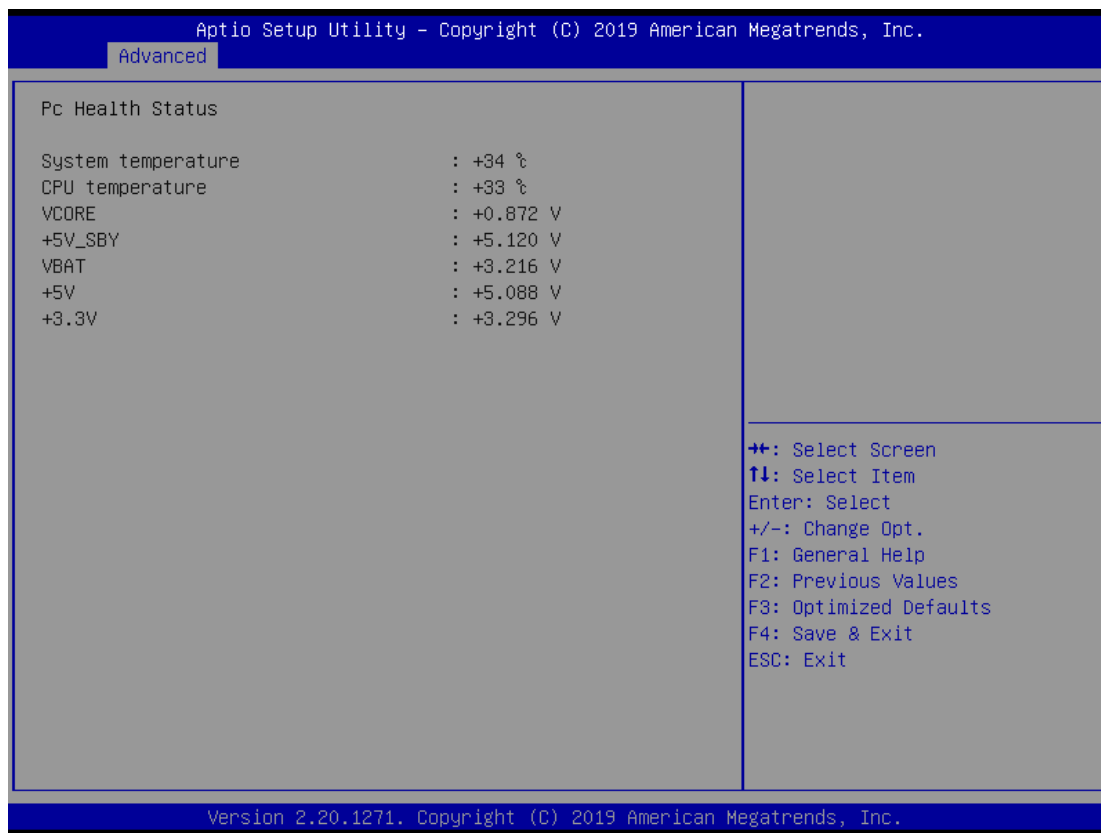 Aptio Setup Utility – Copyright (C) 2019 American Megatrends, Inc.
Advanced
Pc Health Status
System temperature : +34 ℃
CPU temperature : +33 ℃
VCORE : +0.872 V
+5V_SBY : +5.120 V
VBAT : +3.216 V
+5V : +5.088 V
+3.3V : +3.296 V
→←: Select Screen
↑↓: Select Item
Enter: Select
+/-: Change Opt.
F1: General Help
F2: Previous Values
F3: Optimized Defaults
F4: Save & Exit
ESC: Exit
Version 2.20.1271. Copyright (C) 2019 American Megatrends, Inc.